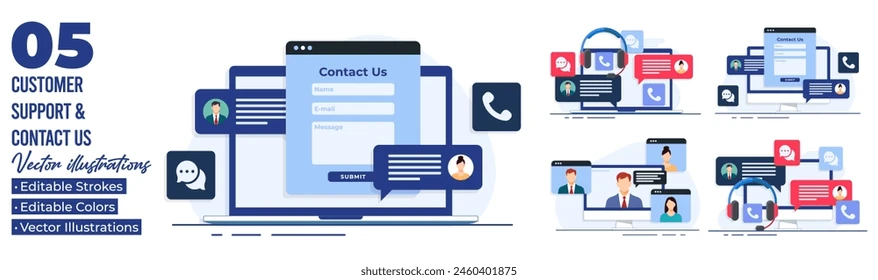 05
CUSTOMER
SUPPORT &
CONTACT US
Vector illustrations
• Editable Strokes
• Editable Colors
• Vector Illustrations
Contact Us
Name
E-mail
Message
SUBMIT
Contact Us
shutterstock.com · 2460401875